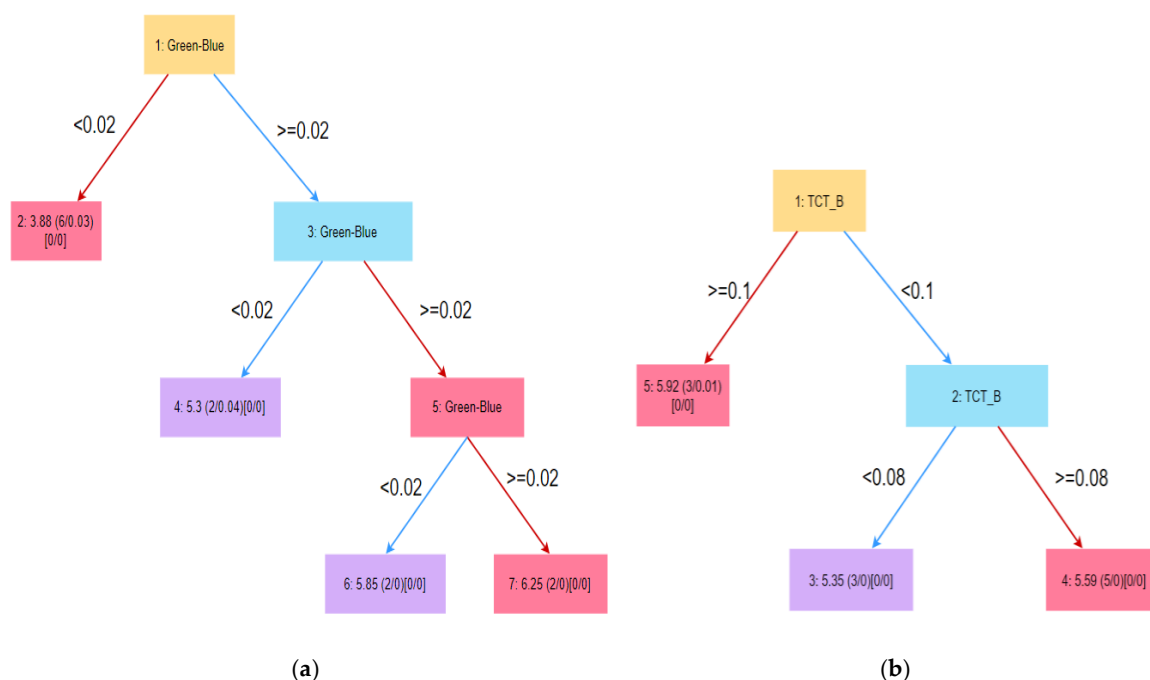 1: Green-Blue
<0.02
>=0.02
2: 3.88 (6/0.03)
[0/0]
3: Green-Blue
<0.02
>=0.02
4: 5.3 (2/0.04)[0/0]
5: Green-Blue
<0.02
>=0.02
6: 5.85 (2/0)[0/0]
7: 6.25 (2/0)[0/0]
(a)
1: TCT_B
>=0.1
<0.1
5: 5.92 (3/0.01)
[0/0]
2: TCT_B
<0.08
>=0.08
3: 5.35 (3/0)[0/0]
4: 5.59 (5/0)[0/0]
(b)